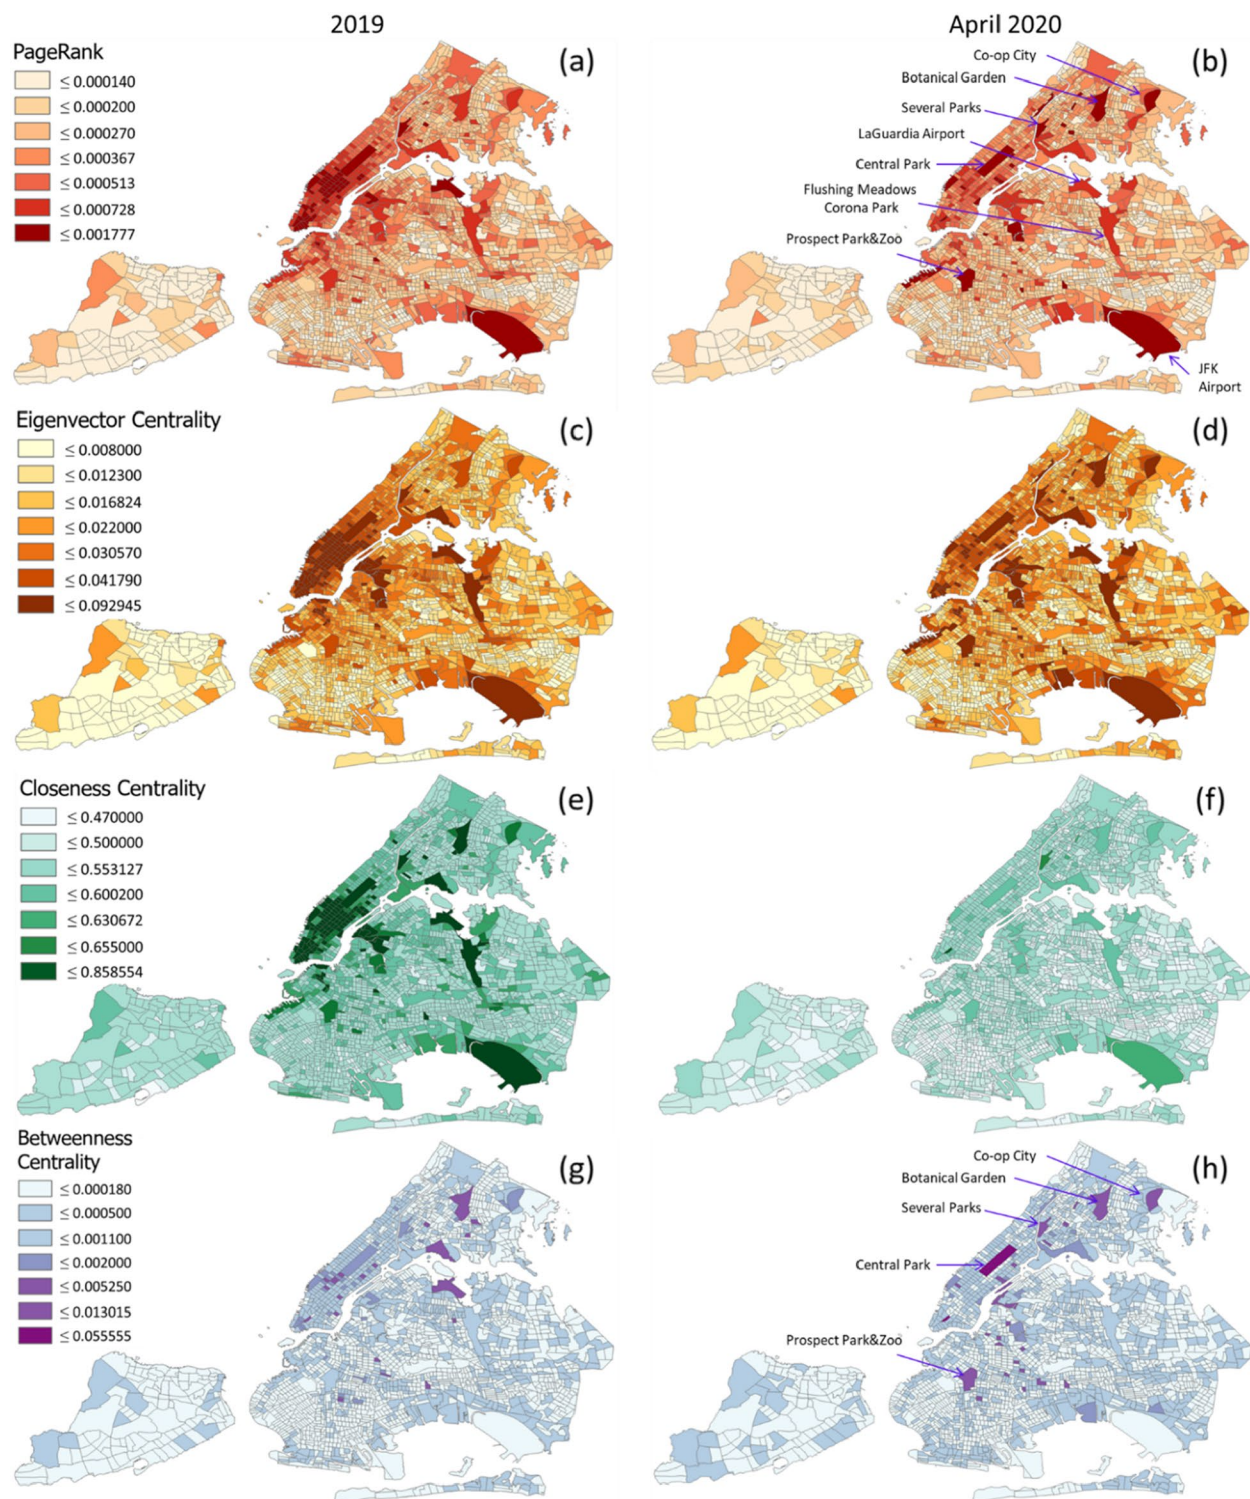 2019
April 2020
PageRank
≤ 0.000140
≤ 0.000200
≤ 0.000270
≤ 0.000367
≤ 0.000513
≤ 0.000728
≤ 0.001777
(a)
(b)
Co-op City
Botanical Garden
Several Parks
LaGuardia Airport
Central Park
Flushing Meadows
Corona Park
Prospect Park&Zoo
JFK
Airport
Eigenvector Centrality
≤ 0.008000
≤ 0.012300
≤ 0.016824
≤ 0.022000
≤ 0.030570
≤ 0.041790
≤ 0.092945
(c)
(d)
Closeness Centrality
≤ 0.470000
≤ 0.500000
≤ 0.553127
≤ 0.600200
≤ 0.630672
≤ 0.655000
≤ 0.858554
(e)
(f)
Betweenness
Centrality
≤ 0.000180
≤ 0.000500
≤ 0.001100
≤ 0.002000
≤ 0.005250
≤ 0.013015
≤ 0.055555
(g)
(h)
Co-op City
Botanical Garden
Several Parks
Central Park
Prospect Park&Zoo